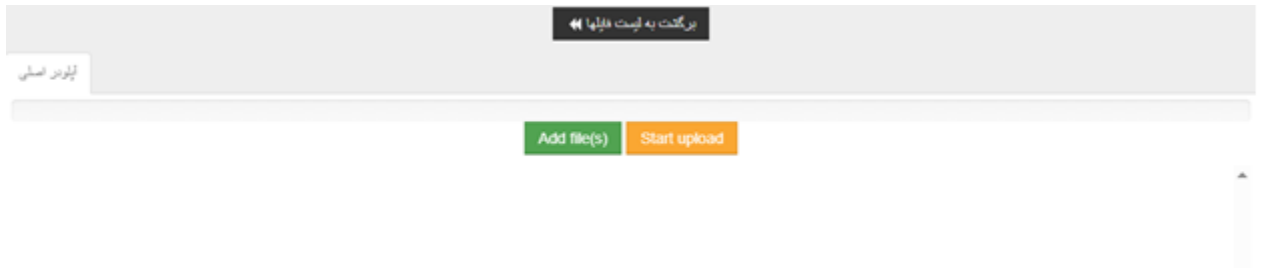 برگشت به لیست فایلها
آپلودر اصلی
Add file(s) Start upload